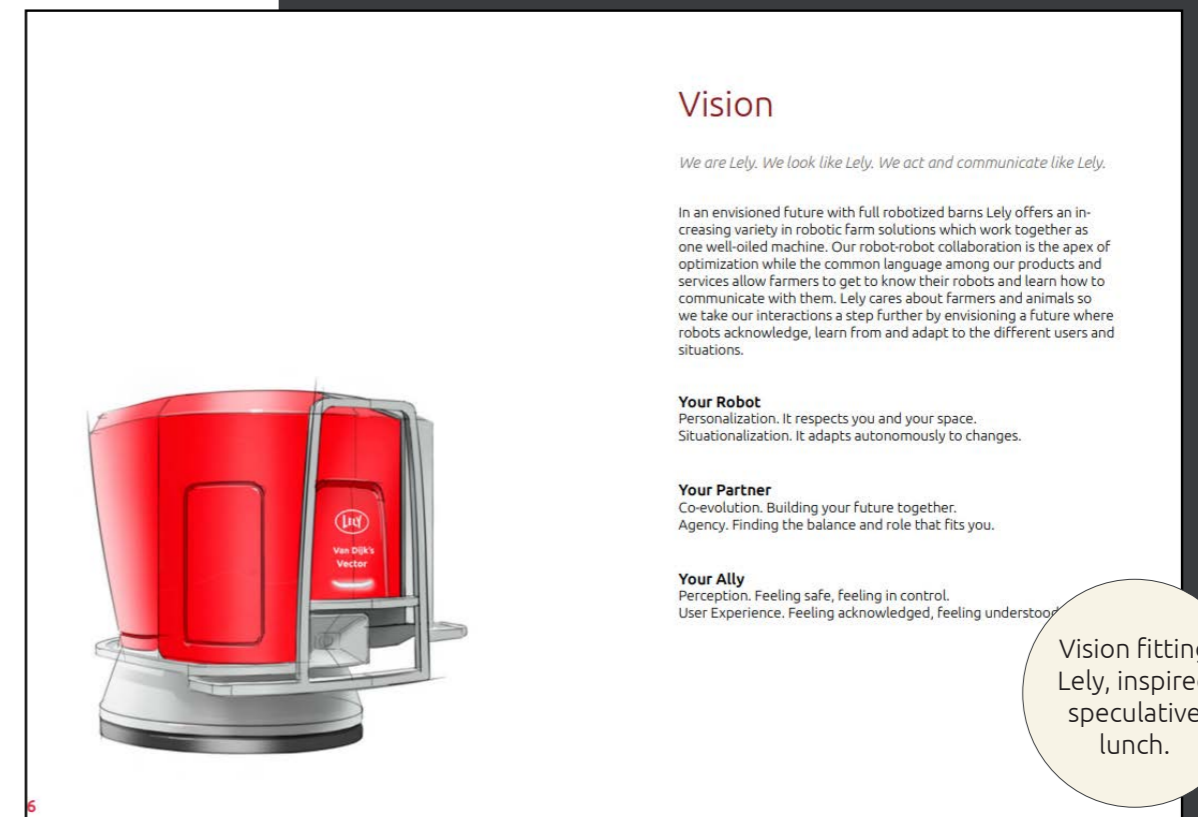 Vision
We are Lely. We look like Lely. We act and communicate like Lely.
In an envisioned future with full robotized barns Lely offers an in-
creasing variety in robotic farm solutions which work together as
one well-oiled machine. Our robot-robot collaboration is the apex of
optimization while the common language among our products and
services allow farmers to get to know their robots and learn how to
communicate with them. Lely cares about farmers and animals so
we take our interactions a step further by envisioning a future where
robots acknowledge, learn from and adapt to the different users and
situations.
Your Robot
Personalization. It respects you and your space.
Situationalization. It adapts autonomously to changes.
Your Partner
Co-evolution. Building your future together.
Agency. Finding the balance and role that fits you.
Your Ally
Perception. Feeling safe, feeling in control.
User Experience. Feeling acknowledged, feeling understood
LELY
Van Dijk's
Vector
Vision fitting
Lely, inspired
speculative
lunch.
6